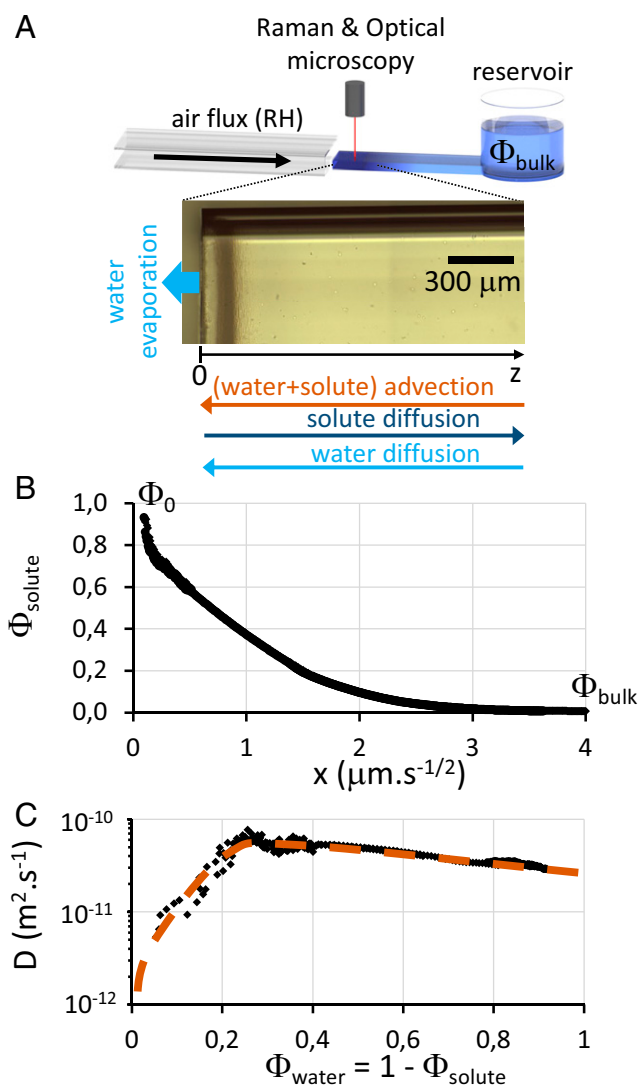 A
Raman & Optical
microscopy
reservoir
air flux (RH)
Φbulk
water
evaporation
300 μm
0
z
(water+solute) advection
solute diffusion
water diffusion
B
Φ0
1,0
0,8
0,6
0,4
0,2
0,0
Φsolute
Φbulk
0 1 2 3 4
x (μm.s-1/2)
C
10-10
10-11
10-12
D (m2.s-1)
0 0,2 0,4 0,6 0,8 1
Φwater = 1 - Φsolute